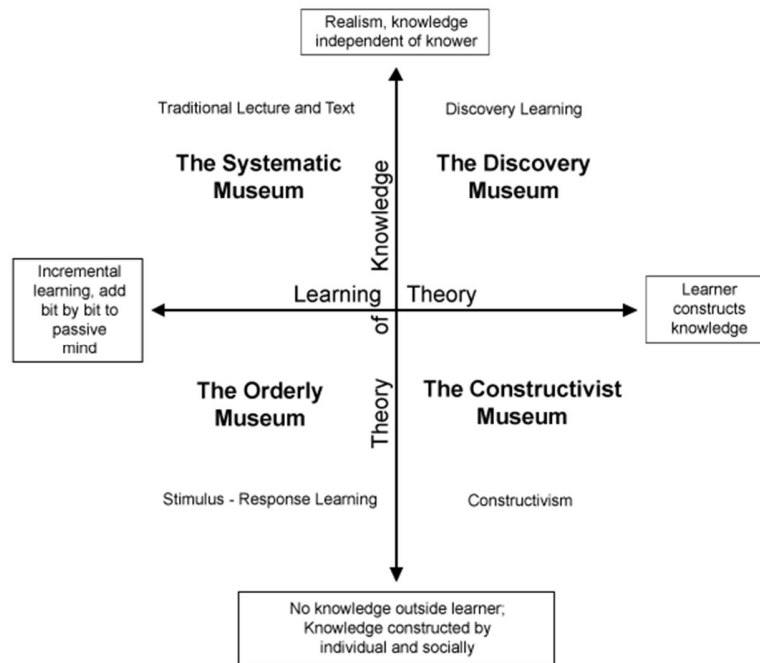 Realism, knowledge
independent of knower
Traditional Lecture and Text
Discovery Learning
The Systematic
Museum
The Discovery
Museum
Incremental
learning, add
bit by bit to
passive
mind
Learning Theory
Theory of Knowledge
Learner
constructs
knowledge
The Orderly
Museum
The Constructivist
Museum
Stimulus - Response Learning
Constructivism
No knowledge outside learner;
Knowledge constructed by
individual and socially